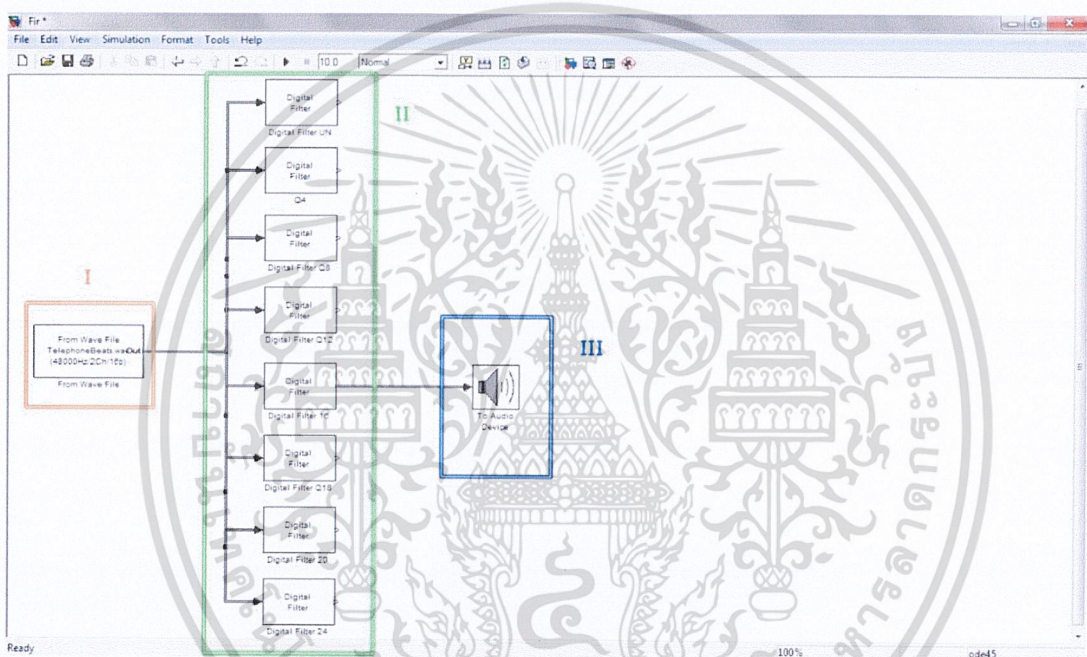 Fir *
File Edit View Simulation Format Tools Help
10.0 Normal
II
Digital
Filter
Digital Filter UN
Digital
Filter
Q4
Digital
Filter
Digital Filter Q8
Digital
Filter
Digital Filter Q12
I
From Wave File
(48000Hz/2Ch/16b)
Out
From Wave File
III
Digital
Filter
Digital Filter 16
To Audio
Device
Digital
Filter
Digital Filter Q18
Digital
Filter
Digital Filter 20
Digital
Filter
Digital Filter 24
Ready 100% ode45